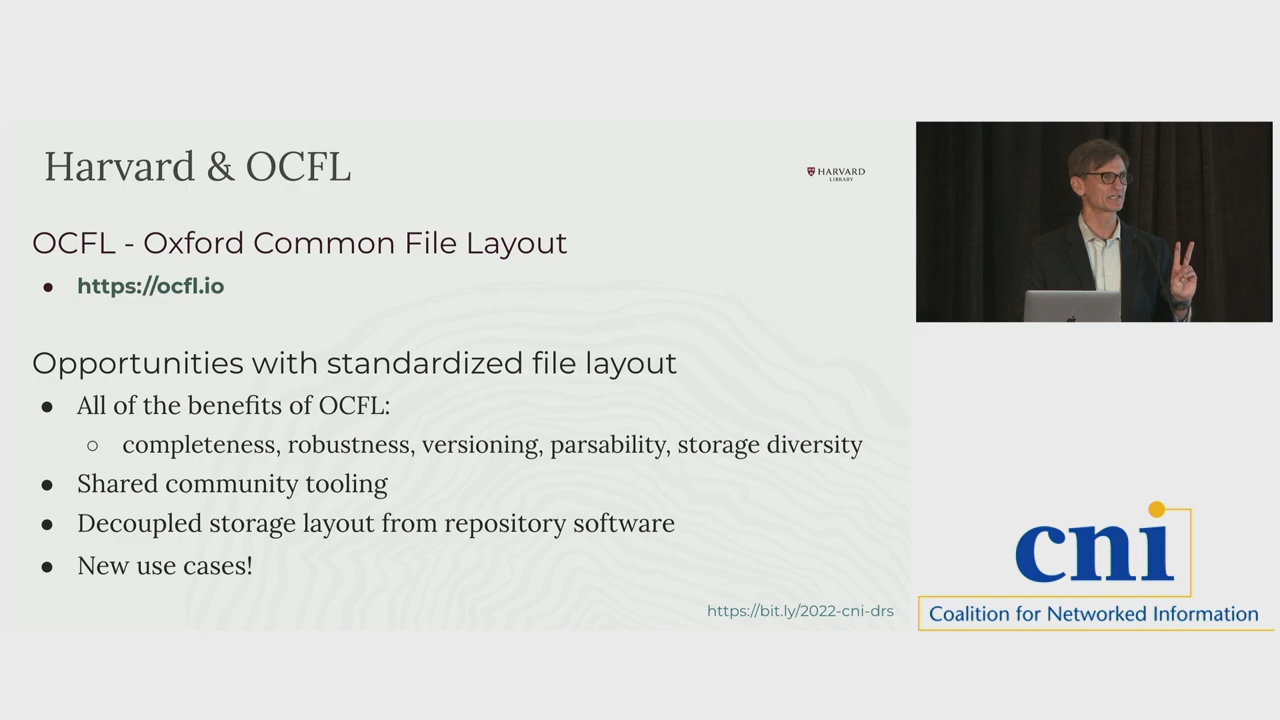 Harvard & OCFL
HARVARD
LIBRARY
OCFL - Oxford Common File Layout
● https://ocfl.io
Opportunities with standardized file layout
● All of the benefits of OCFL:
○ completeness, robustness, versioning, parsability, storage diversity
● Shared community tooling
● Decoupled storage layout from repository software
● New use cases!
https://bit.ly/2022-cni-drs
cni
Coalition for Networked Information